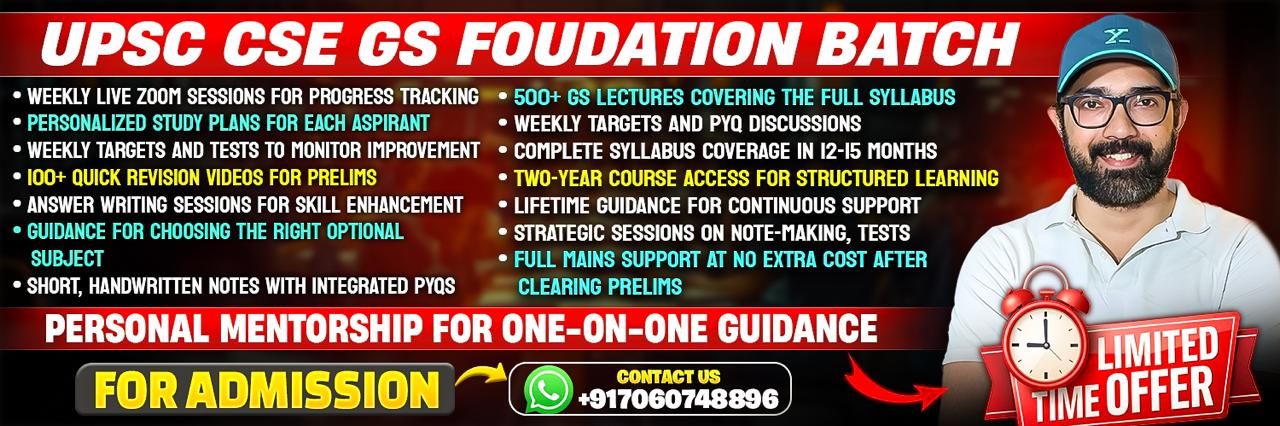 UPSC CSE GS FOUDATION BATCH
• WEEKLY LIVE ZOOM SESSIONS FOR PROGRESS TRACKING
• PERSONALIZED STUDY PLANS FOR EACH ASPIRANT
• WEEKLY TARGETS AND TESTS TO MONITOR IMPROVEMENT
• 100+ QUICK REVISION VIDEOS FOR PRELIMS
• ANSWER WRITING SESSIONS FOR SKILL ENHANCEMENT
• GUIDANCE FOR CHOOSING THE RIGHT OPTIONAL
SUBJECT
• SHORT, HANDWRITTEN NOTES WITH INTEGRATED PYQS
• 500+ GS LECTURES COVERING THE FULL SYLLABUS
• WEEKLY TARGETS AND PYQ DISCUSSIONS
• COMPLETE SYLLABUS COVERAGE IN 12-15 MONTHS
• TWO-YEAR COURSE ACCESS FOR STRUCTURED LEARNING
• LIFETIME GUIDANCE FOR CONTINUOUS SUPPORT
• STRATEGIC SESSIONS ON NOTE-MAKING, TESTS
• FULL MAINS SUPPORT AT NO EXTRA COST AFTER
CLEARING PRELIMS
PERSONAL MENTORSHIP FOR ONE-ON-ONE GUIDANCE
FOR ADMISSION
CONTACT US
+917060748896
LIMITED
TIME OFFER